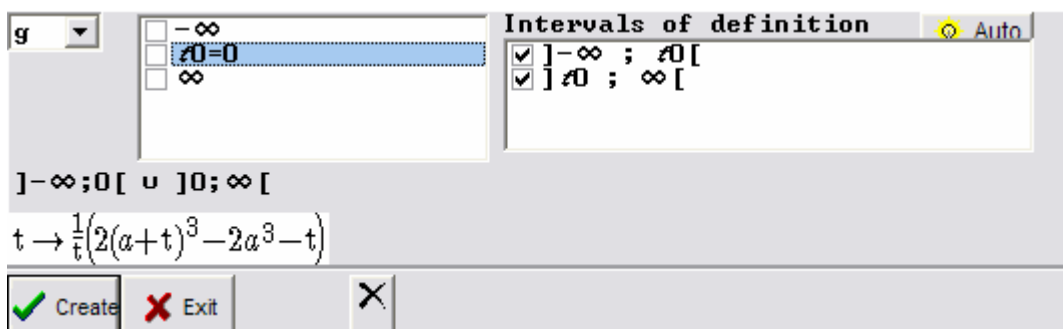 g
-∞
t0=0
∞
Intervals of definition
Auto
]-∞ ; t0[
]t0 ; ∞[
]-∞;0[ ∪ ]0;∞[
t → 1/t(2(a+t)³−2a³−t)
Create
Exit